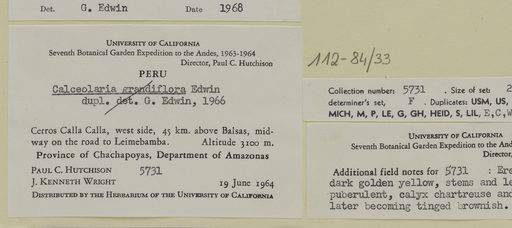 Det. G. Edwin Date 1968
University of California
Seventh Botanical Garden Expedition to the Andes, 1963-1964
Director, Paul C. Hutchison
PERU
Calceolaria grandiflora Edwin
dupl. det. G. Edwin, 1966
Cerros Calla Calla, west side, 45 km. above Balsas, mid-
way on the road to Leimebamba. Altitude 3100 m.
Province of Chachapoyas, Department of Amazonas
Paul C. Hutchison 5731
J. Kenneth Wright 19 June 1964
Distributed by the Herbarium of the University of California
112-84/33
Collection number: 5731 . Size of set: 2
determiner's set, F . Duplicates: USM, US,
MICH, M, P, LE, G, GH, HEID, S, LIL, E, C, W
University of Cal
Seventh Botanical Garden Expedition to the And
Director,
Additional field notes for 5731 : Ere
dark golden yellow, stems and le
puberulent, calyx chartreuse and
later becoming tinged brownish.